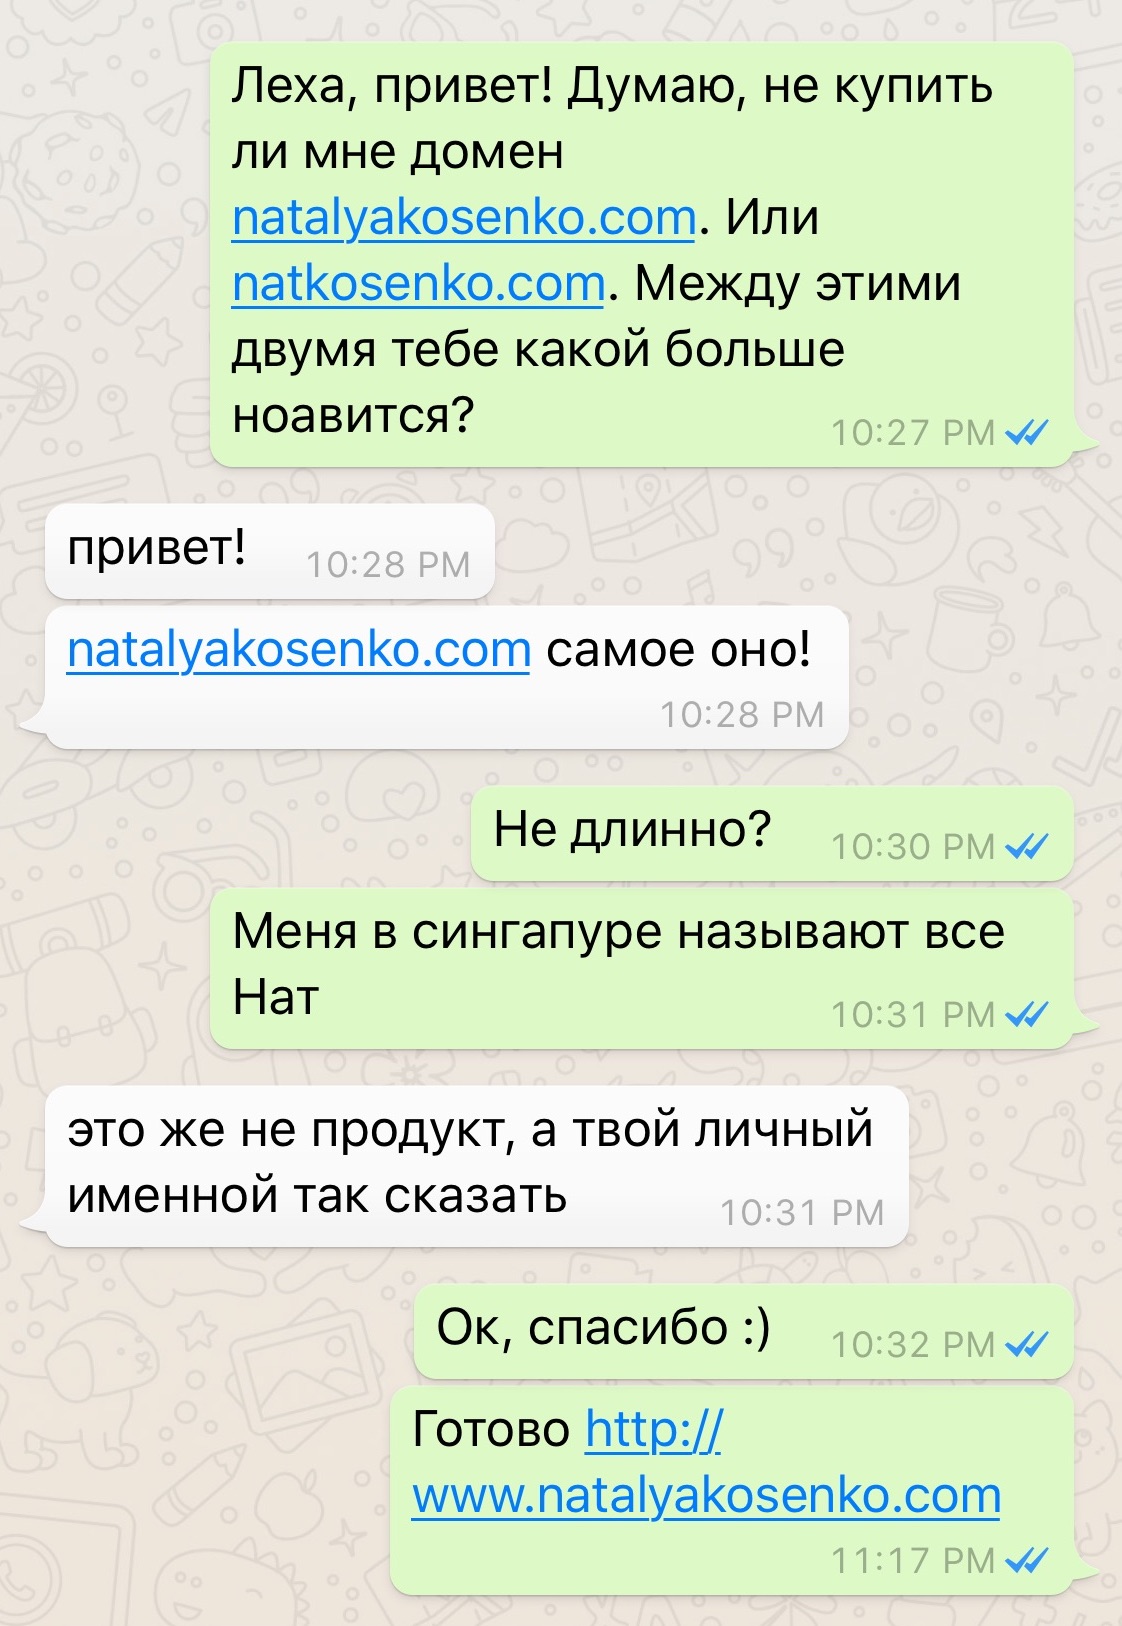 Леха, привет! Думаю, не купить
ли мне домен
natalyakosenko.com. Или
natkosenko.com. Между этими
двумя тебе какой больше
ноавится?
10:27 PM
привет!
10:28 PM
natalyakosenko.com самое оно!
10:28 PM
Не длинно?
10:30 PM
Меня в сингапуре называют все
Нат
10:31 PM
это же не продукт, а твой личный
именной так сказать
10:31 PM
Ок, спасибо :)
10:32 PM
Готово http://
www.natalyakosenko.com
11:17 PM